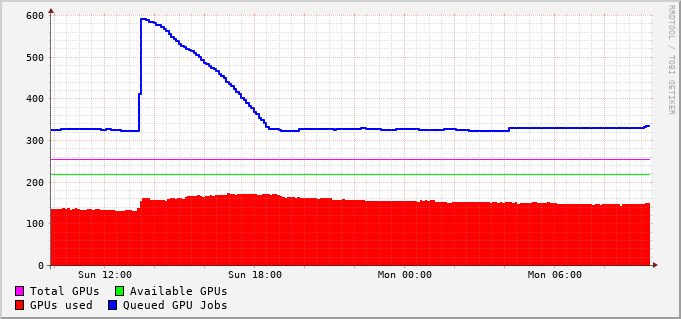 600
500
400
300
200
100
0
Sun 12:00 Sun 18:00 Mon 00:00 Mon 06:00
Total GPUs Available GPUs
GPUs used Queued GPU Jobs
RRDTOOL / TOBI OETIKER